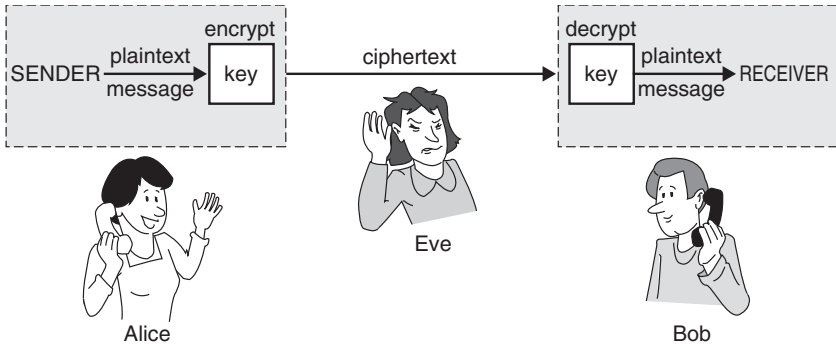 encrypt
decrypt
plaintext
ciphertext
plaintext
SENDER
key
key
RECEIVER
message
message
Eve
Alice
Bob